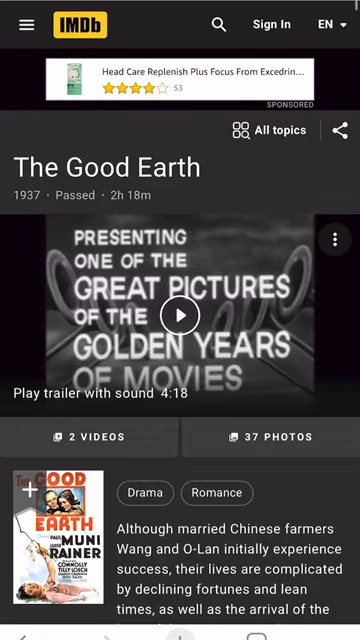 IMDb
Sign In
EN
Head Care Replenish Plus Focus From Excedrin...
53
SPONSORED
All topics
The Good Earth
1937 · Passed · 2h 18m
PRESENTING
ONE OF THE
GREAT PICTURES
OF THE
GOLDEN YEARS
OF MOVIES
Play trailer with sound 4:18
2 VIDEOS
37 PHOTOS
The GOOD
EARTH
PAUL MUNI
LUISE RAINER
Drama
Romance
Although married Chinese farmers
Wang and O-Lan initially experience
success, their lives are complicated
by declining fortunes and lean
times, as well as the arrival of the